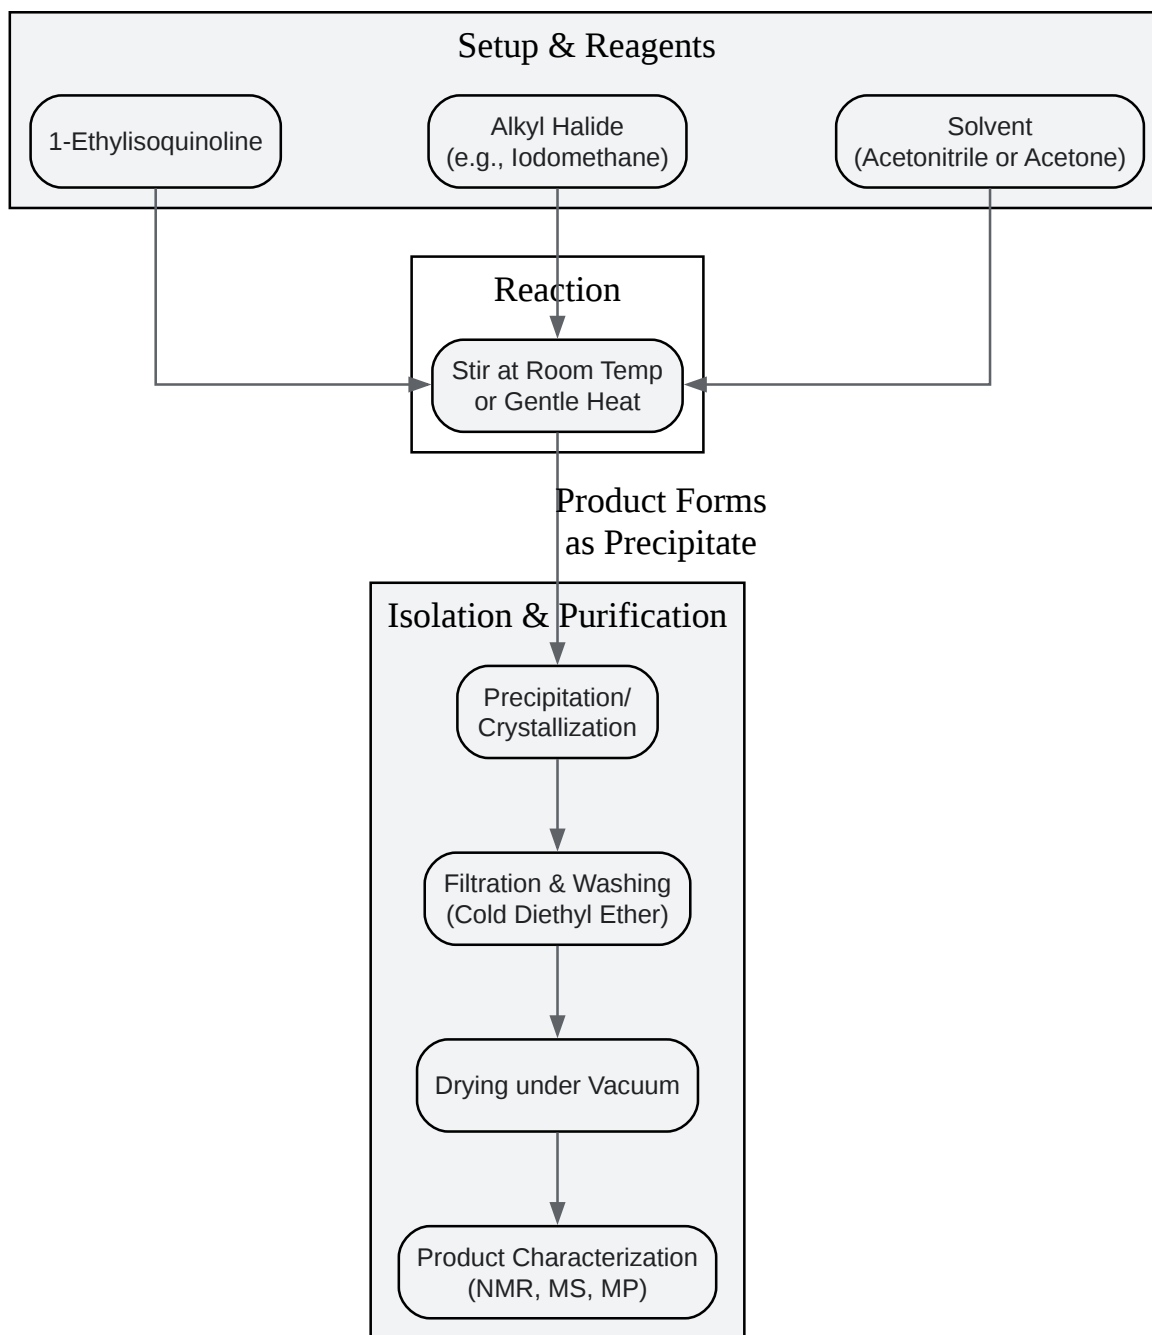 Setup & Reagents
1-Ethylisoquinoline
Alkyl Halide
(e.g., Iodomethane)
Solvent
(Acetonitrile or Acetone)
Reaction
Stir at Room Temp
or Gentle Heat
Product Forms
as Precipitate
Isolation & Purification
Precipitation/
Crystallization
Filtration & Washing
(Cold Diethyl Ether)
Drying under Vacuum
Product Characterization
(NMR, MS, MP)